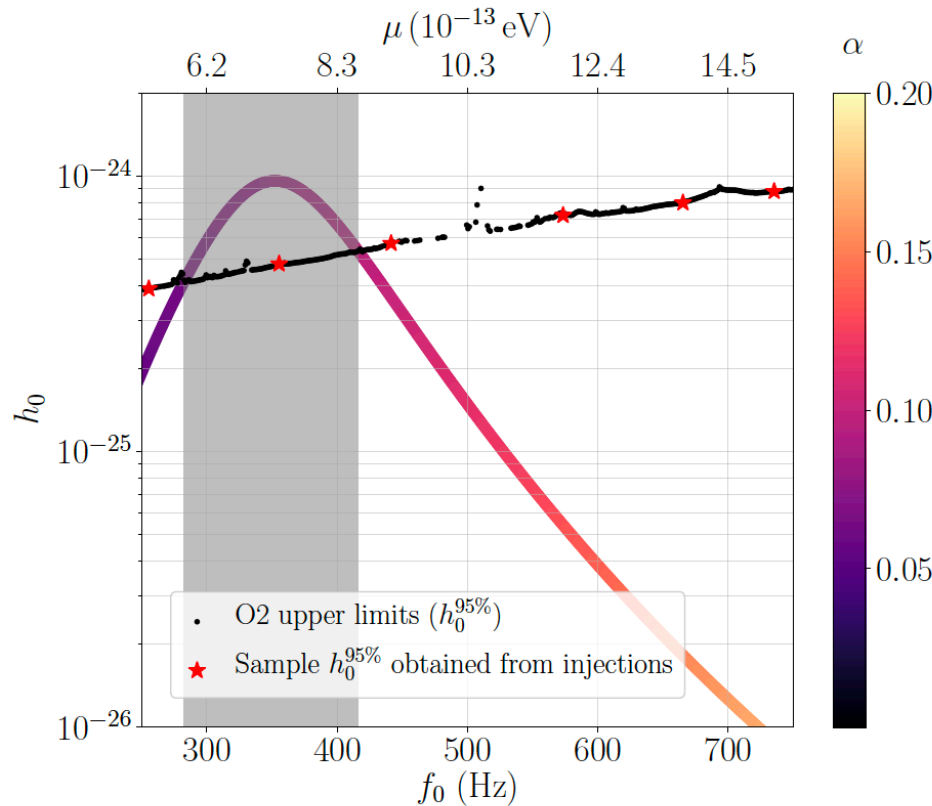 μ (10⁻¹³ eV)
6.2 8.3 10.3 12.4 14.5
α
0.20
0.15
0.10
0.05
h₀
10⁻²⁴
10⁻²⁵
10⁻²⁶
O2 upper limits (h₀^95%)
Sample h₀^95% obtained from injections
300 400 500 600 700
f₀ (Hz)